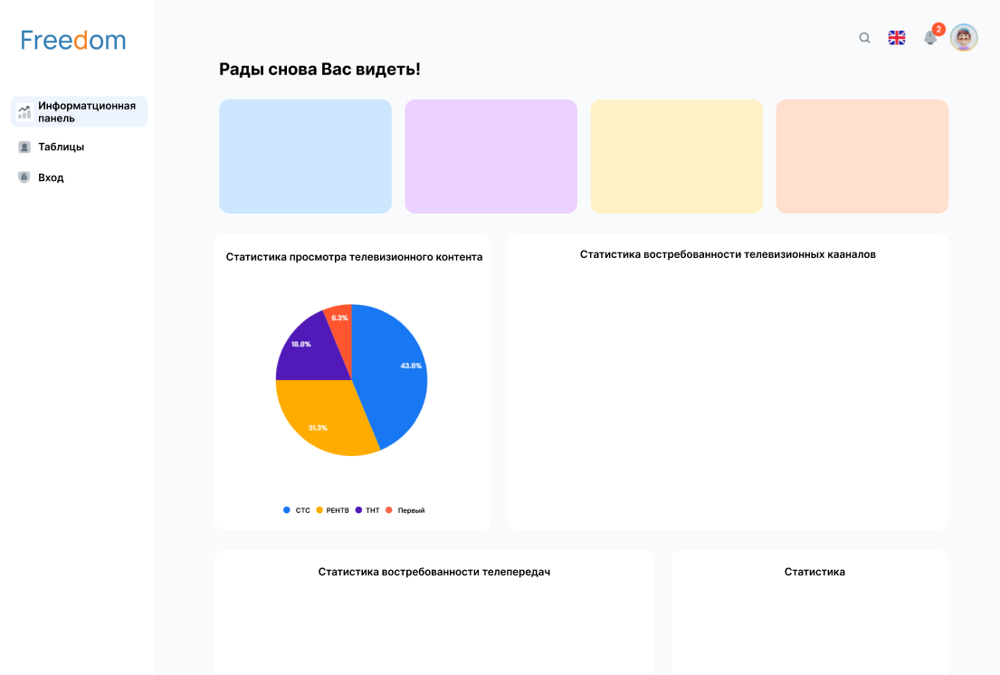 Freedom
2
Рады снова Вас видеть!
Информатционная
панель
Таблицы
Вход
Статистика просмотра телевизионного контента
Статистика востребованности телевизионных кааналов
6.3%
18.8%
43.8%
31.3%
СТС РЕНТВ ТНТ Первый
Статистика востребованности телепередач
Статистика